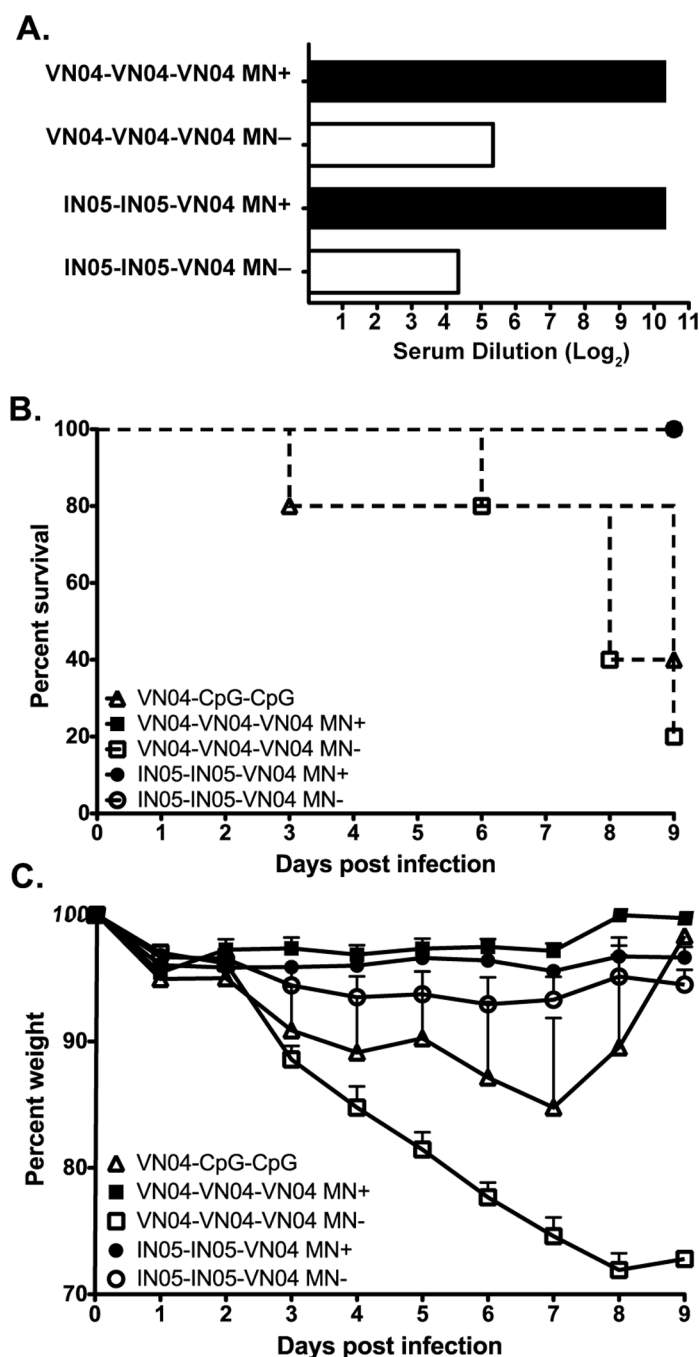 A.
VN04-VN04-VN04 MN+
VN04-VN04-VN04 MN–
IN05-IN05-VN04 MN+
IN05-IN05-VN04 MN–
1 2 3 4 5 6 7 8 9 10 11
Serum Dilution (Log2)
B.
Percent survival
100
80
60
40
20
0
VN04-CpG-CpG
VN04-VN04-VN04 MN+
VN04-VN04-VN04 MN-
IN05-IN05-VN04 MN+
IN05-IN05-VN04 MN-
0 1 2 3 4 5 6 7 8 9
Days post infection
C.
Percent weight
100
90
80
70
VN04-CpG-CpG
VN04-VN04-VN04 MN+
VN04-VN04-VN04 MN-
IN05-IN05-VN04 MN+
IN05-IN05-VN04 MN-
0 1 2 3 4 5 6 7 8 9
Days post infection